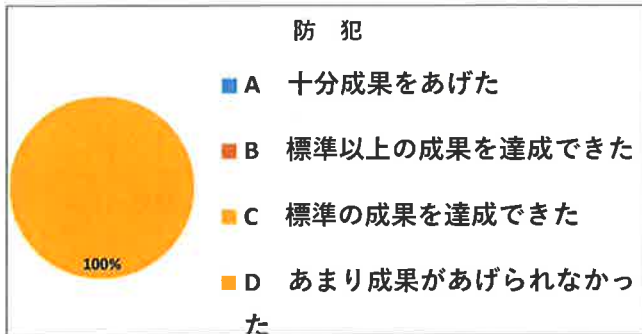 防 犯
A 十分成果をあげた
B 標準以上の成果を達成できた
C 標準の成果を達成できた
D あまり成果があげられなかっ
た
100%